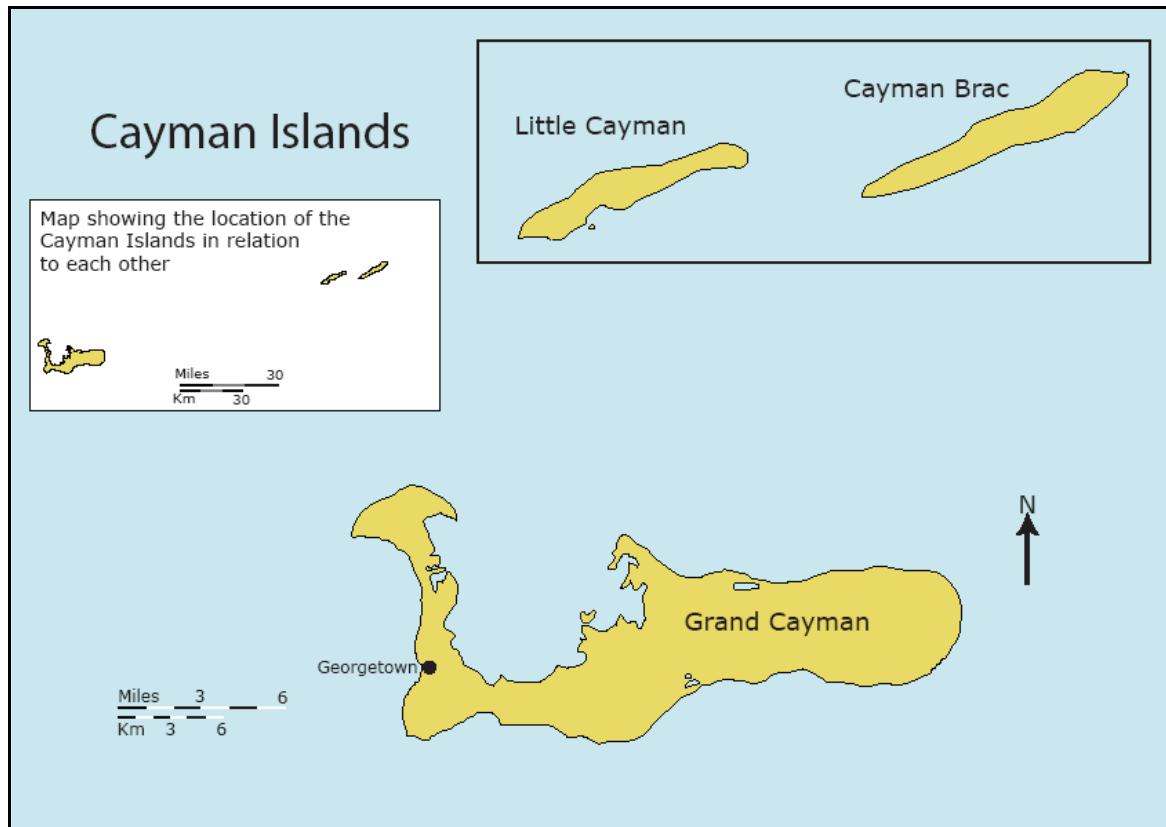 Cayman Islands
Little Cayman
Cayman Brac
Map showing the location of the
Cayman Islands in relation
to each other
Miles 30
Km 30
N
Grand Cayman
Georgetown
Miles 3 6
Km 3 6